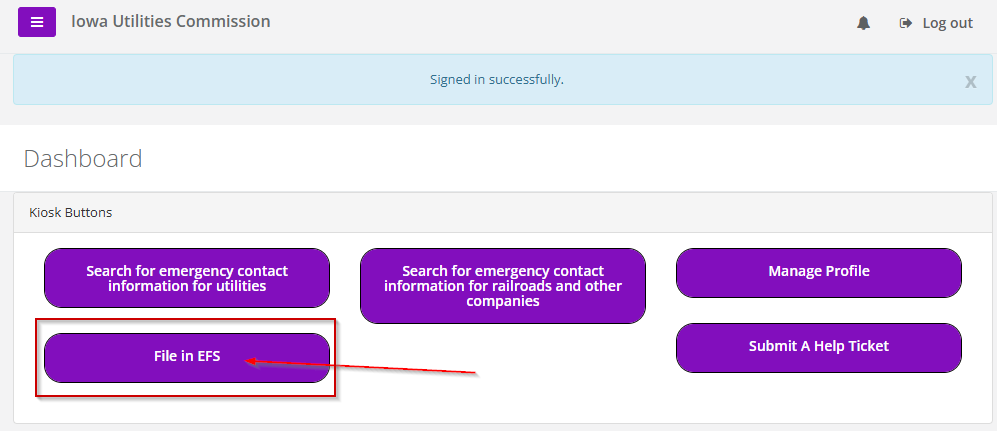 Iowa Utilities Commission
Log out
Signed in successfully.
x
Dashboard
Kiosk Buttons
Search for emergency contact
information for utilities
Search for emergency contact
information for railroads and other
companies
Manage Profile
File in EFS
Submit A Help Ticket